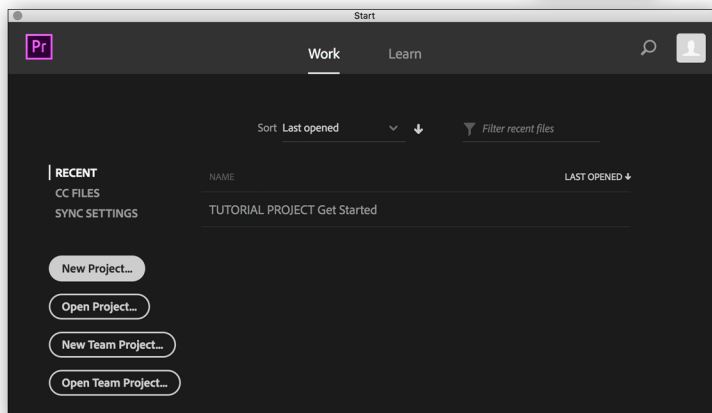 Start
Pr
Work Learn
Sort Last opened
Filter recent files
RECENT
CC FILES
SYNC SETTINGS
NAME LAST OPENED
TUTORIAL PROJECT Get Started
New Project...
Open Project...
New Team Project...
Open Team Project...